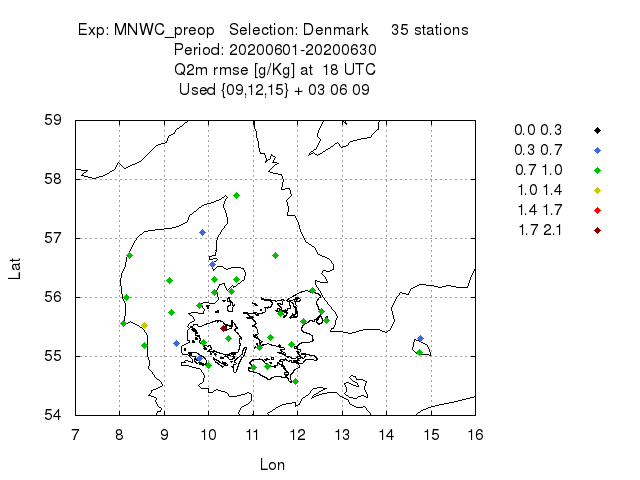 Exp: MNWC_preop Selection: Denmark 35 stations
Period: 20200601-20200630
Q2m rmse [g/Kg] at 18 UTC
Used {09,12,15} + 03 06 09
59
58
57
56
55
54
Lat
7 8 9 10 11 12 13 14 15 16
Lon
0.0 0.3
0.3 0.7
0.7 1.0
1.0 1.4
1.4 1.7
1.7 2.1